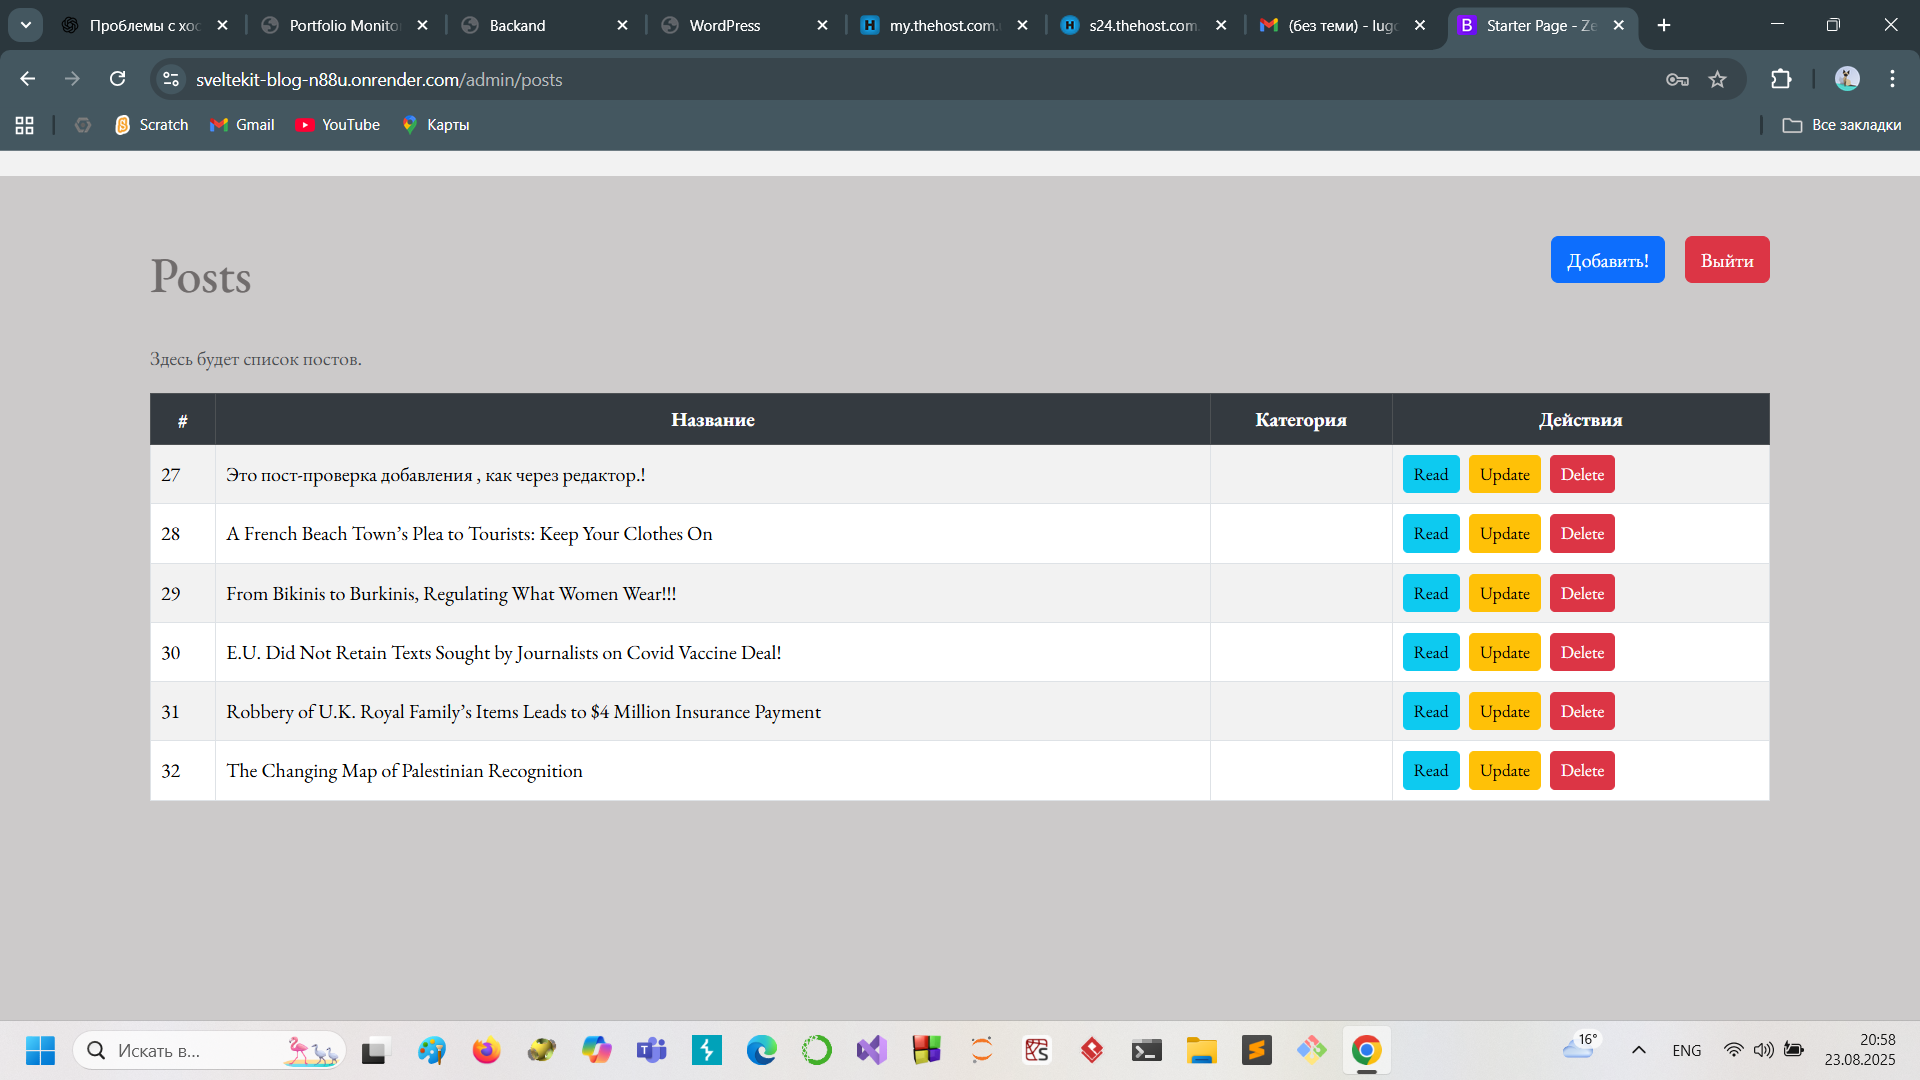 Проблемы с хос
Portfolio Monitor
Backand
WordPress
my.thehost.com.
s24.thehost.com.
(без теми) - lugo
Starter Page - Ze
sveltekit-blog-n88u.onrender.com/admin/posts
Scratch
Gmail
YouTube
Карты
Все закладки
Posts
Добавить!
Выйти
Здесь будет список постов.
# Название Категория Действия
27 Это пост-проверка добавления , как через редактор.! Read Update Delete
28 A French Beach Town’s Plea to Tourists: Keep Your Clothes On Read Update Delete
29 From Bikinis to Burkinis, Regulating What Women Wear!!! Read Update Delete
30 E.U. Did Not Retain Texts Sought by Journalists on Covid Vaccine Deal! Read Update Delete
31 Robbery of U.K. Royal Family’s Items Leads to $4 Million Insurance Payment Read Update Delete
32 The Changing Map of Palestinian Recognition Read Update Delete
Искать в...
16°
ENG
20:58
23.08.2025